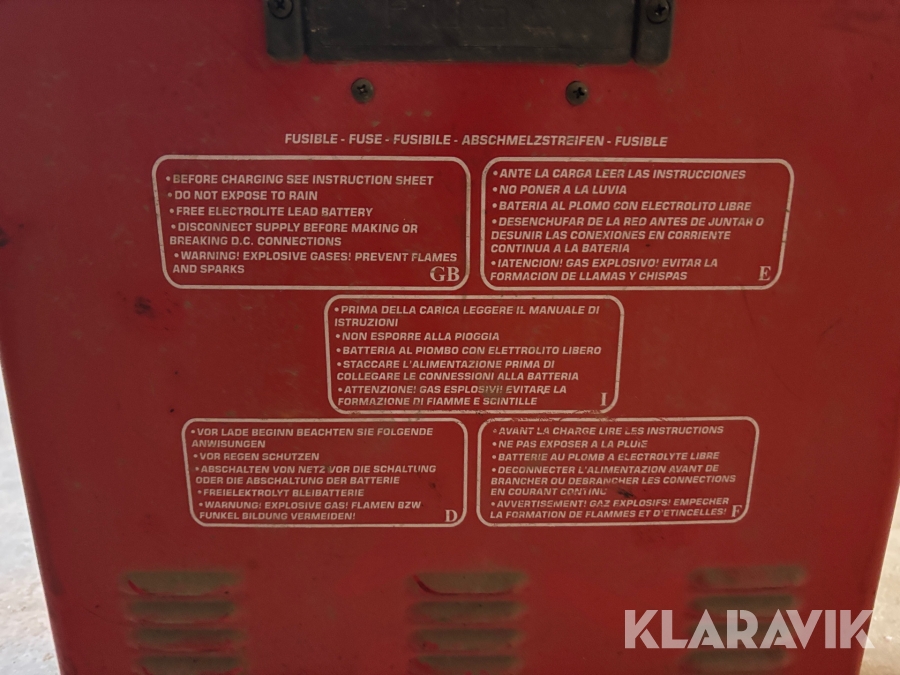 FUSIBLE - FUSE - FUSIBILE - ABSCHMELZSTREIFEN - FUSIBLE
•BEFORE CHARGING SEE INSTRUCTION SHEET
•DO NOT EXPOSE TO RAIN
•FREE ELECTROLITE LEAD BATTERY
•DISCONNECT SUPPLY BEFORE MAKING OR
BREAKING D.C. CONNECTIONS
•WARNING! EXPLOSIVE GASES! PREVENT FLAMES
AND SPARKS
GB
•ANTE LA CARGA LEER LAS INSTRUCCIONES
•NO PONER A LA LUVIA
•BATERIA AL PLOMO CON ELECTROLITO LIBRE
•DESENCHUFAR DE LA RED ANTES DE JUNTAR O
DESUNIR LAS CONEXIONES EN CORRIENTE
CONTINUA A LA BATERIA
•IATENCION! GAS EXPLOSIVO! EVITAR LA
FORMACION DE LLAMAS Y CHISPAS
E
•PRIMA DELLA CARICA LEGGERE IL MANUALE DI
ISTRUZIONI
•NON ESPORRE ALLA PIOGGIA
•BATTERIA AL PIOMBO CON ELETTROLITO LIBERO
•STACCARE L'ALIMENTAZIONE PRIMA DI
COLLEGARE LE CONNESSIONI ALLA BATTERIA
•ATTENZIONE! GAS ESPLOSIVI! EVITARE LA
FORMAZIONE DI FIAMME E SCINTILLE
I
•VOR LADE BEGINN BEACHTEN SIE FOLGENDE
ANWISUNGEN
•VOR REGEN SCHUTZEN
•ABSCHALTEN VON NETZ VOR DIE SCHALTUNG
ODER DIE ABSCHALTUNG DER BATTERIE
•FREIELEKTROLYT BLEIBATTERIE
•WARNUNG! EXPLOSIVE GAS! FLAMEN BZW
FUNKEL BILDUNG VERMEIDEN!
D
•AVANT LA CHARGE LIRE LES INSTRUCTIONS
•NE PAS EXPOSER A LA PLUIE
•BATTERIE AU PLOMB A ELECTROLYTE LIBRE
•DECONNECTER L'ALIMENTAZION AVANT DE
BRANCHER OU DEBRANCHER LES CONNECTIONS
EN COURANT CONTINU
•AVVERTISEMENT! GAZ EXPLOSIFS! EMPECHER
LA FORMATION DE FLAMMES ET D'ETINCELLES!
F
KLARAVIK